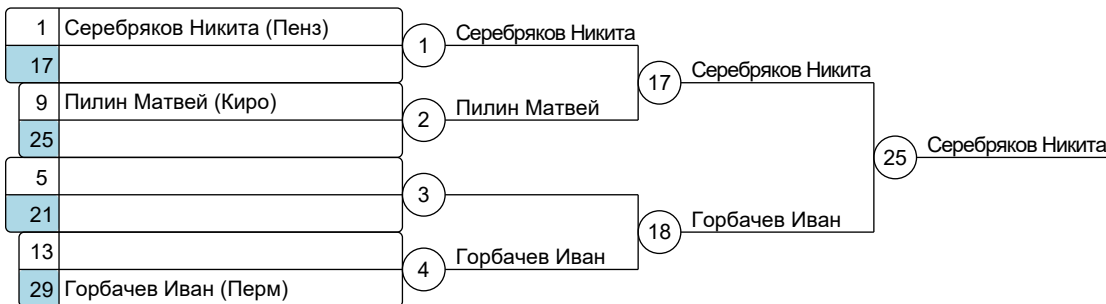 1 Серебряков Никита (Пенз)
17
9 Пилин Матвей (Киро)
25
5
21
13
29 Горбачев Иван (Перм)
1 Серебряков Никита
2 Пилин Матвей
3
4 Горбачев Иван
17 Серебряков Никита
18 Горбачев Иван
25 Серебряков Никита